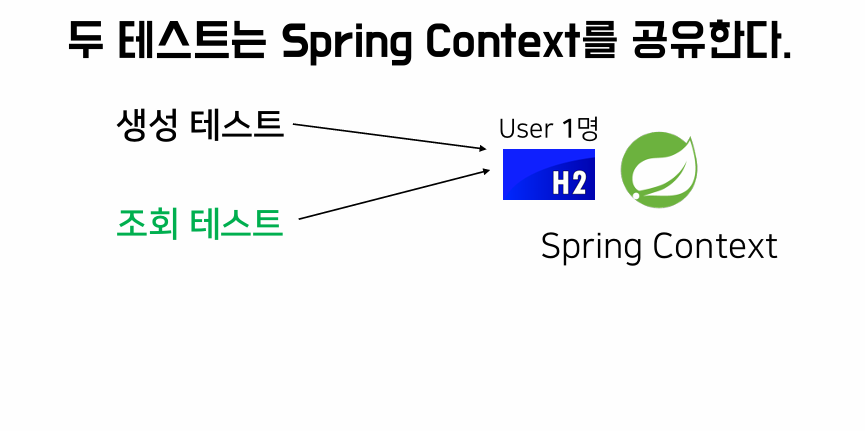 두 테스트는 Spring Context를 공유한다.
생성 테스트
User 1명
H2
조회 테스트
Spring Context